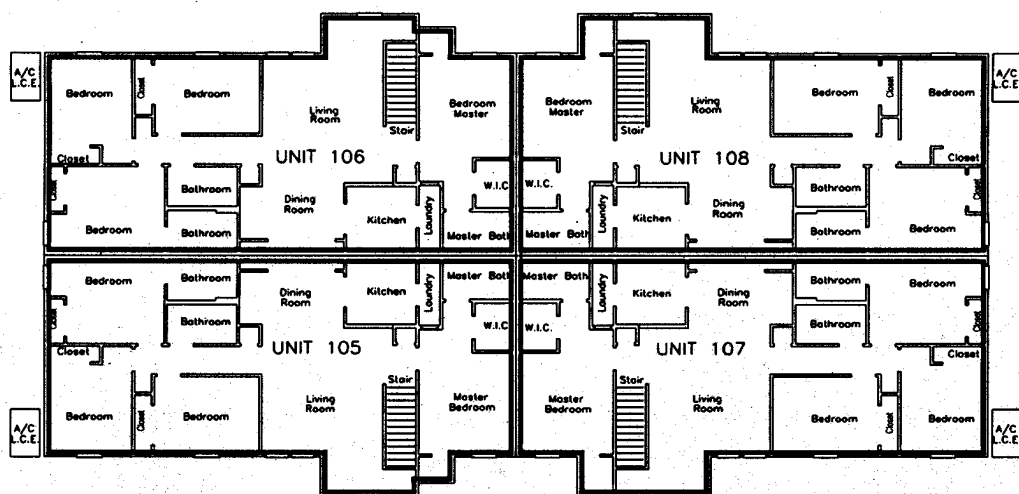 A/C
L.C.E.
Bedroom
Closet
Bedroom
Living
Room
Stair
Bedroom
Master
Closet
UNIT 106
Closet
Bathroom
W.I.C.
Dining
Room
Kitchen
Laundry
Bedroom
Bathroom
Master Bath
A/C
L.C.E.
Bedroom
Master
Stair
Living
Room
Bedroom
Closet
Bedroom
UNIT 108
Closet
W.I.C.
Bathroom
Closet
Laundry
Kitchen
Dining
Room
Master Bath
Bathroom
Bedroom
Bedroom
Bathroom
Dining
Room
Kitchen
Laundry
Master Bath
Closet
Bathroom
W.I.C
UNIT 105
Closet
Stair
Bedroom
Closet
Bedroom
Living
Room
Master
Bedroom
A/C
L.C.E.
Master Bath
Laundry
Kitchen
Dining
Room
Bathroom
Bedroom
W.I.C.
Bathroom
Closet
UNIT 107
Closet
Stair
Master
Bedroom
Living
Room
Bedroom
Closet
Bedroom
A/C
L.C.E.